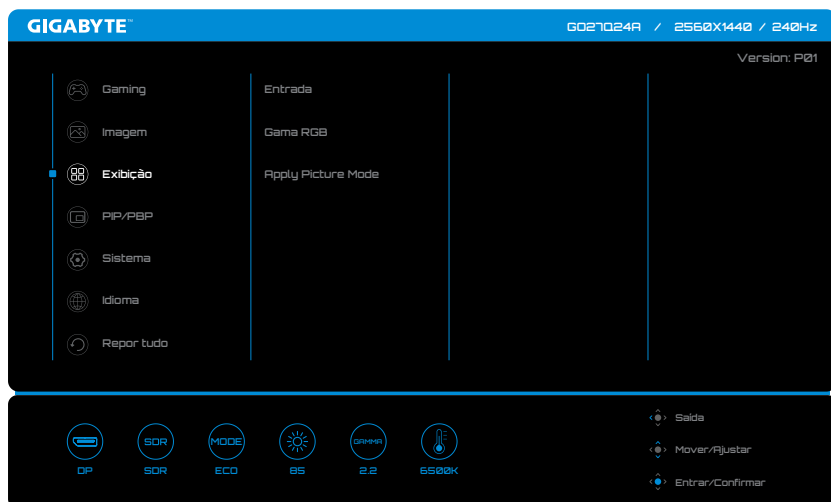 GIGABYTE™
GO27Q24A / 2560X1440 / 240Hz
Version: P01
Gaming
Imagem
Exibição
PIP/PBP
Sistema
Idioma
Repor tudo
Entrada
Gama RGB
Apply Picture Mode
SDR
MODE
GAMMA
DP
SDR
ECO
85
2.2
6500K
Saída
Mover/Ajustar
Entrar/Confirmar